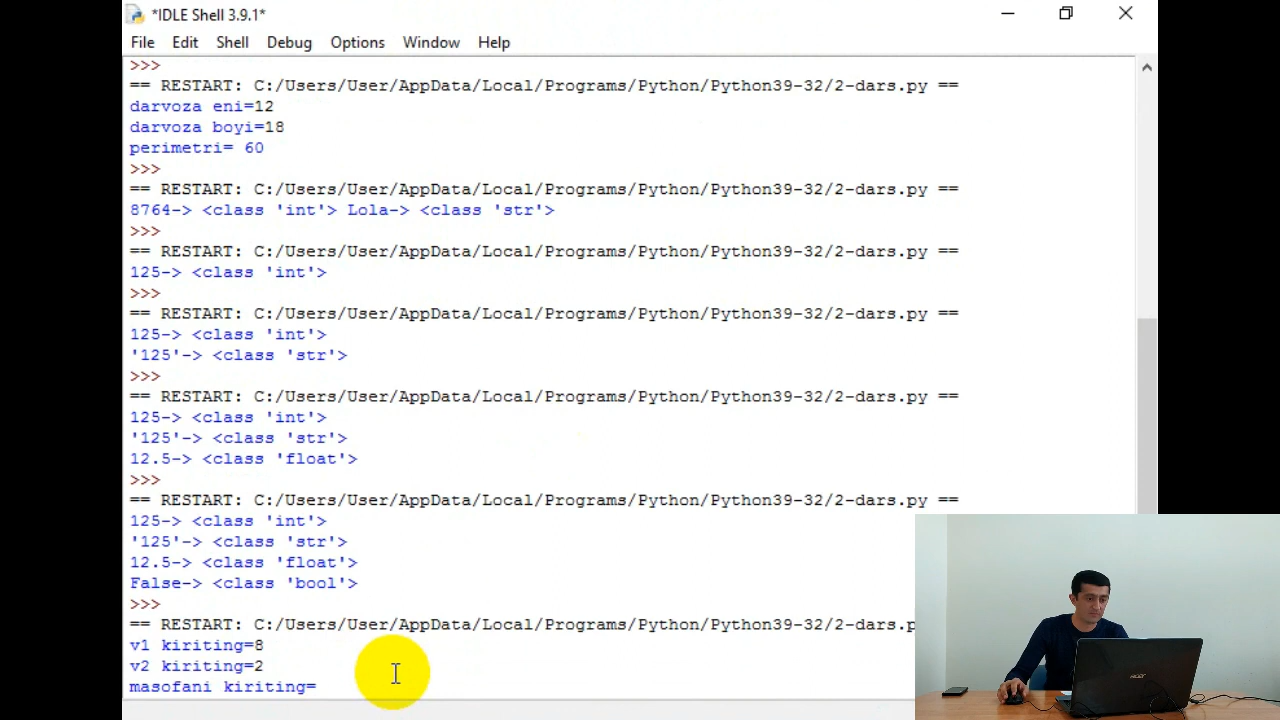 *IDLE Shell 3.9.1*
File Edit Shell Debug Options Window Help
>>>
== RESTART: C:/Users/User/AppData/Local/Programs/Python/Python39-32/2-dars.py ==
darvoza eni=12
darvoza boyi=18
perimetri= 60
>>>
== RESTART: C:/Users/User/AppData/Local/Programs/Python/Python39-32/2-dars.py ==
8764-> <class 'int'> Lola-> <class 'str'>
>>>
== RESTART: C:/Users/User/AppData/Local/Programs/Python/Python39-32/2-dars.py ==
125-> <class 'int'>
>>>
== RESTART: C:/Users/User/AppData/Local/Programs/Python/Python39-32/2-dars.py ==
125-> <class 'int'>
'125'-> <class 'str'>
>>>
== RESTART: C:/Users/User/AppData/Local/Programs/Python/Python39-32/2-dars.py ==
125-> <class 'int'>
'125'-> <class 'str'>
12.5-> <class 'float'>
>>>
== RESTART: C:/Users/User/AppData/Local/Programs/Python/Python39-32/2-dars.py ==
125-> <class 'int'>
'125'-> <class 'str'>
12.5-> <class 'float'>
False-> <class 'bool'>
>>>
== RESTART: C:/Users/User/AppData/Local/Programs/Python/Python39-32/2-dars.p
v1 kiriting=8
v2 kiriting=2
masofani kiriting=
acer